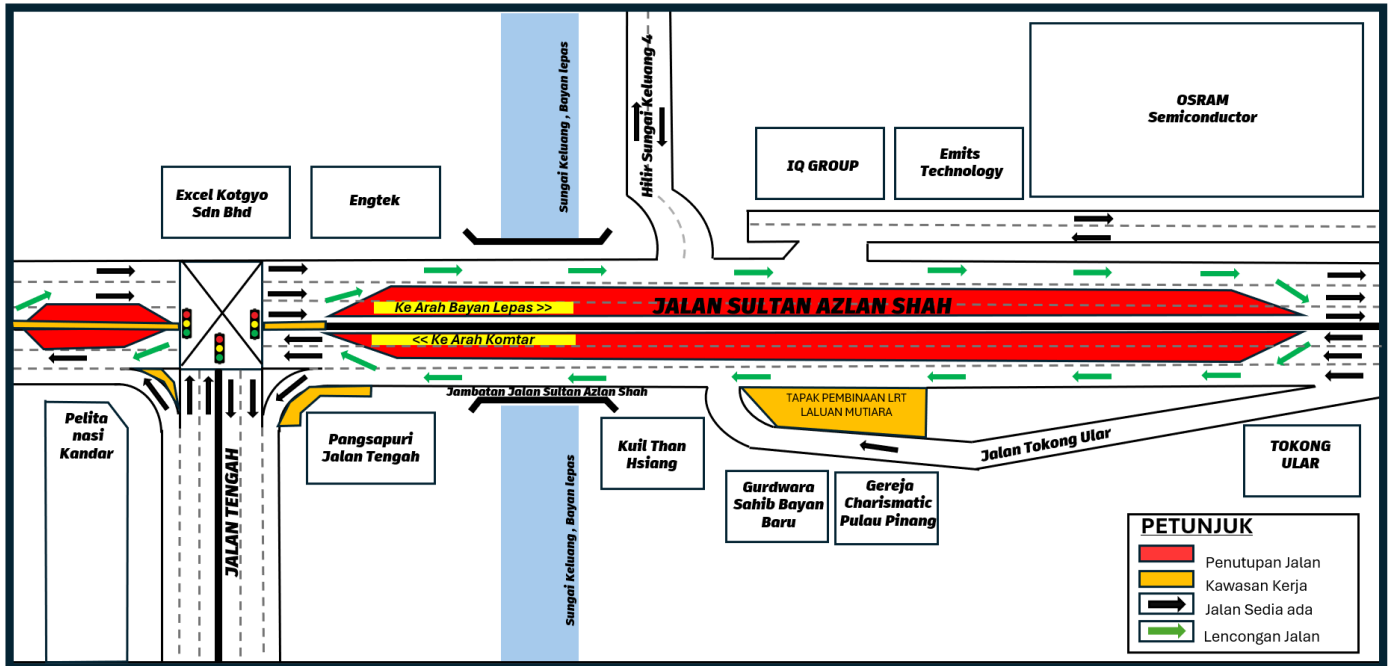 Sungai Keluang , Bayan lepas
Hilir Sungai Keluang 4
OSRAM
Semiconductor
IQ GROUP
Emits
Technology
Excel Kotgyo
Sdn Bhd
Engtek
Ke Arah Bayan Lepas >>
JALAN SULTAN AZLAN SHAH
<< Ke Arah Komtar
Jambatan Jalan Sultan Azlan Shah
TAPAK PEMBINAAN LRT
LALUAN MUTIARA
Pelita
nasi
Kandar
JALAN TENGAH
Pangsapuri
Jalan Tengah
Sungai Keluang , Bayan lepas
Kuil Than
Hsiang
Jalan Tokong Ular
TOKONG
ULAR
Gurdwara
Sahib Bayan
Baru
Gereja
Charismatic
Pulau Pinang
PETUNJUK
Penutupan Jalan
Kawasan Kerja
Jalan Sedia ada
Lencongan Jalan